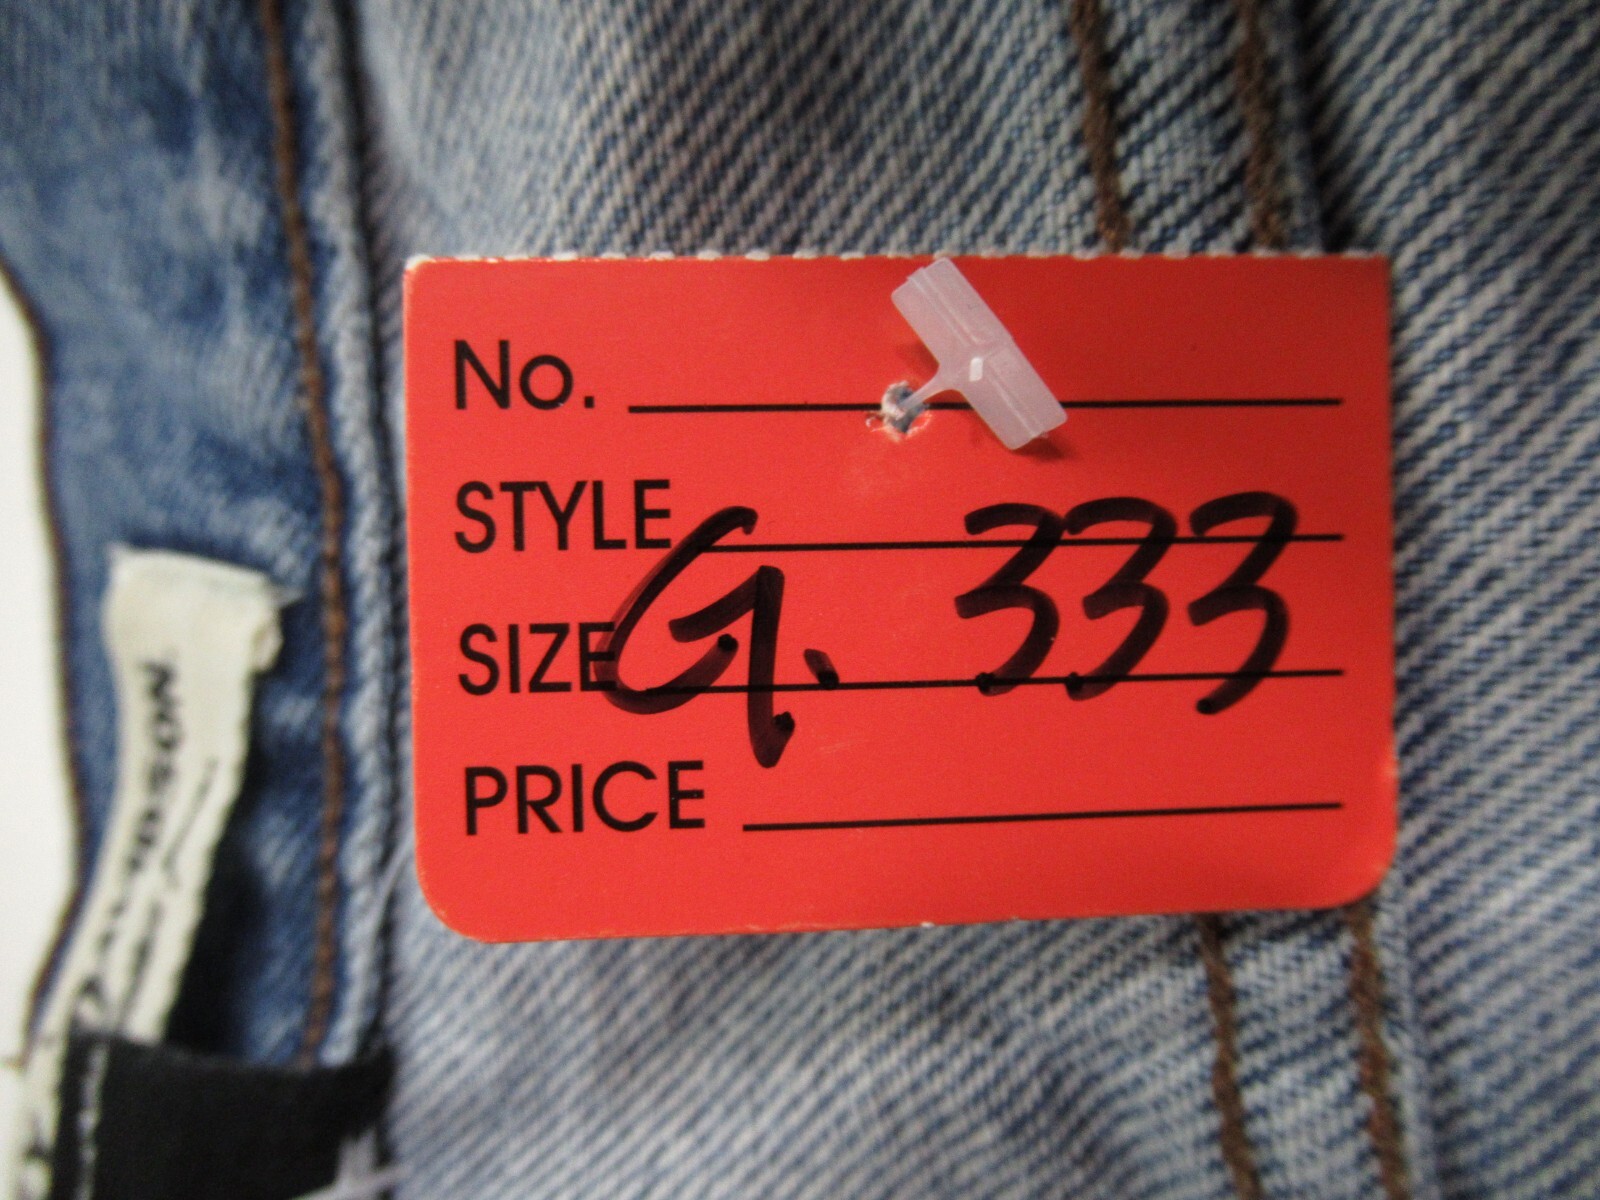 No.
STYLE
G. 333
SIZE
PRICE